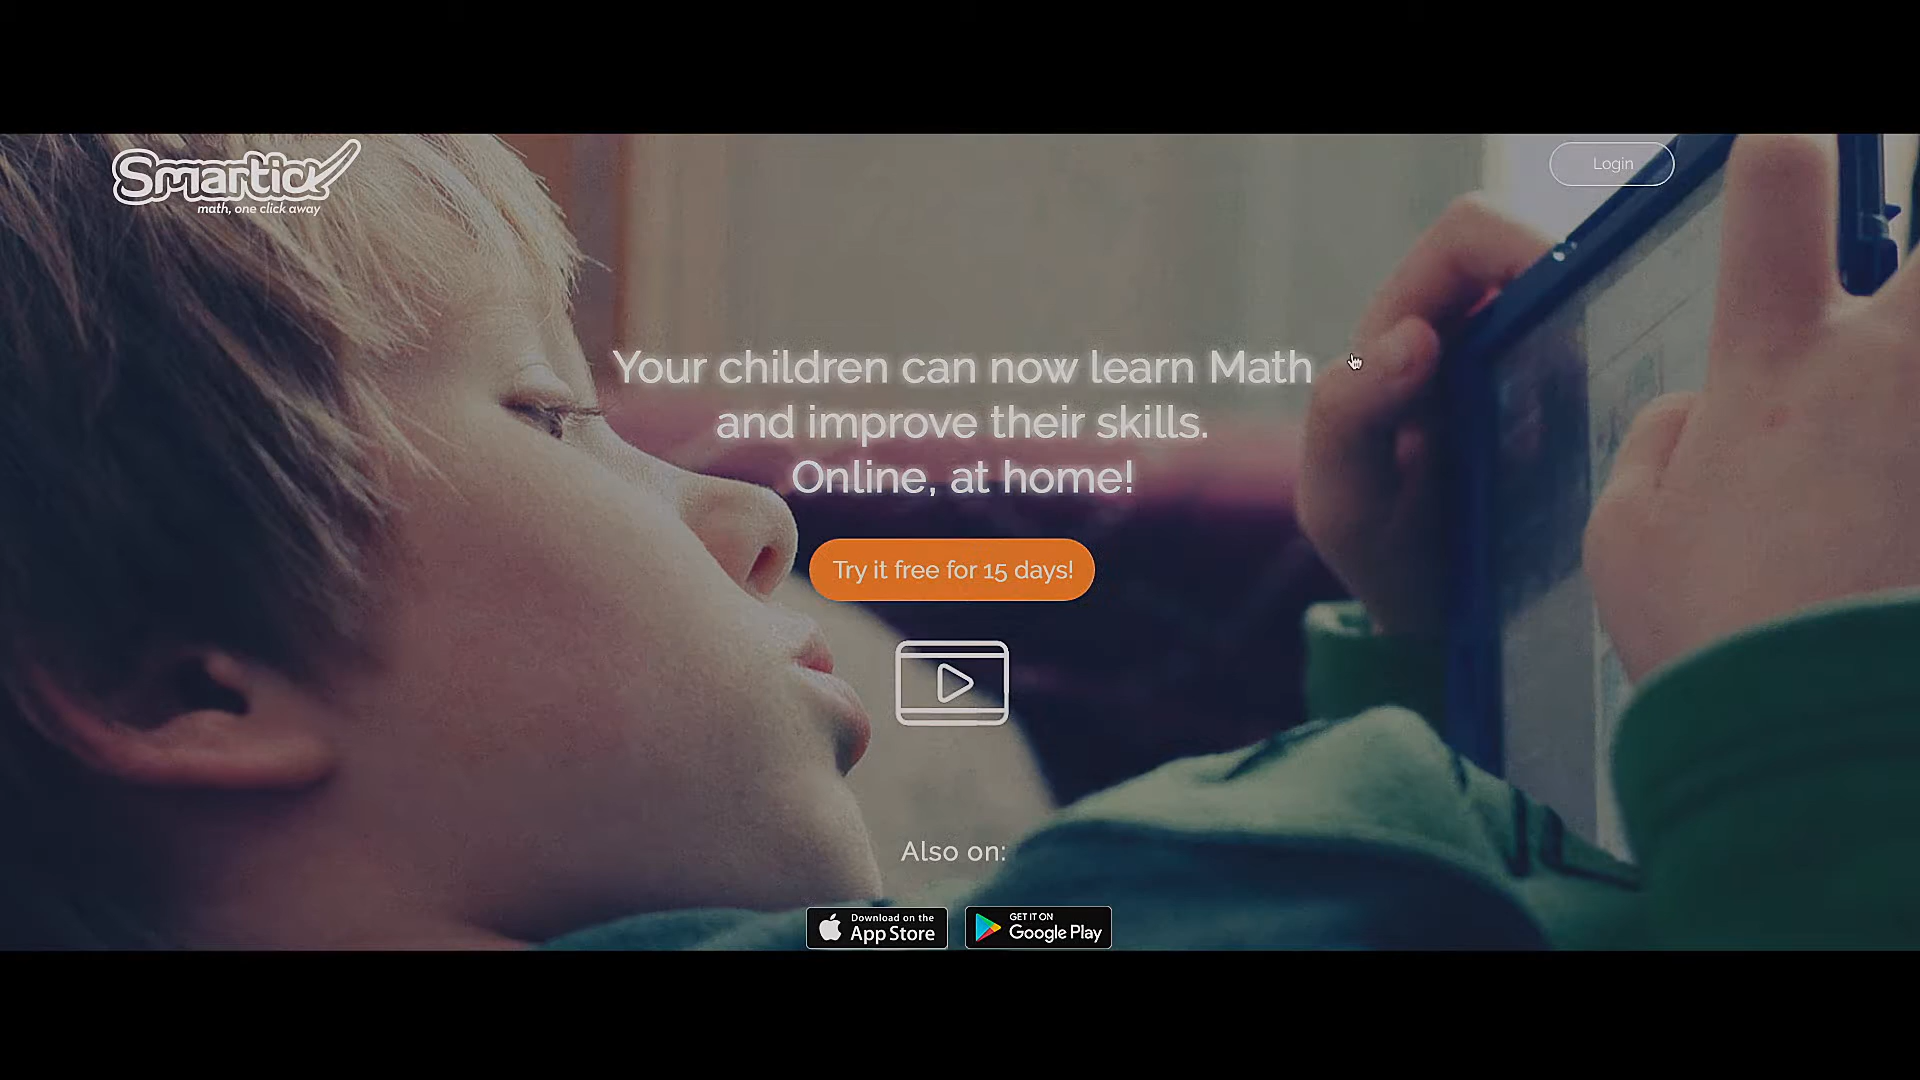 Smartick
math, one click away
Login
Your children can now learn Math
and improve their skills.
Online, at home!
Try it free for 15 days!
Also on:
Download on the
App Store
GET IT ON
Google Play